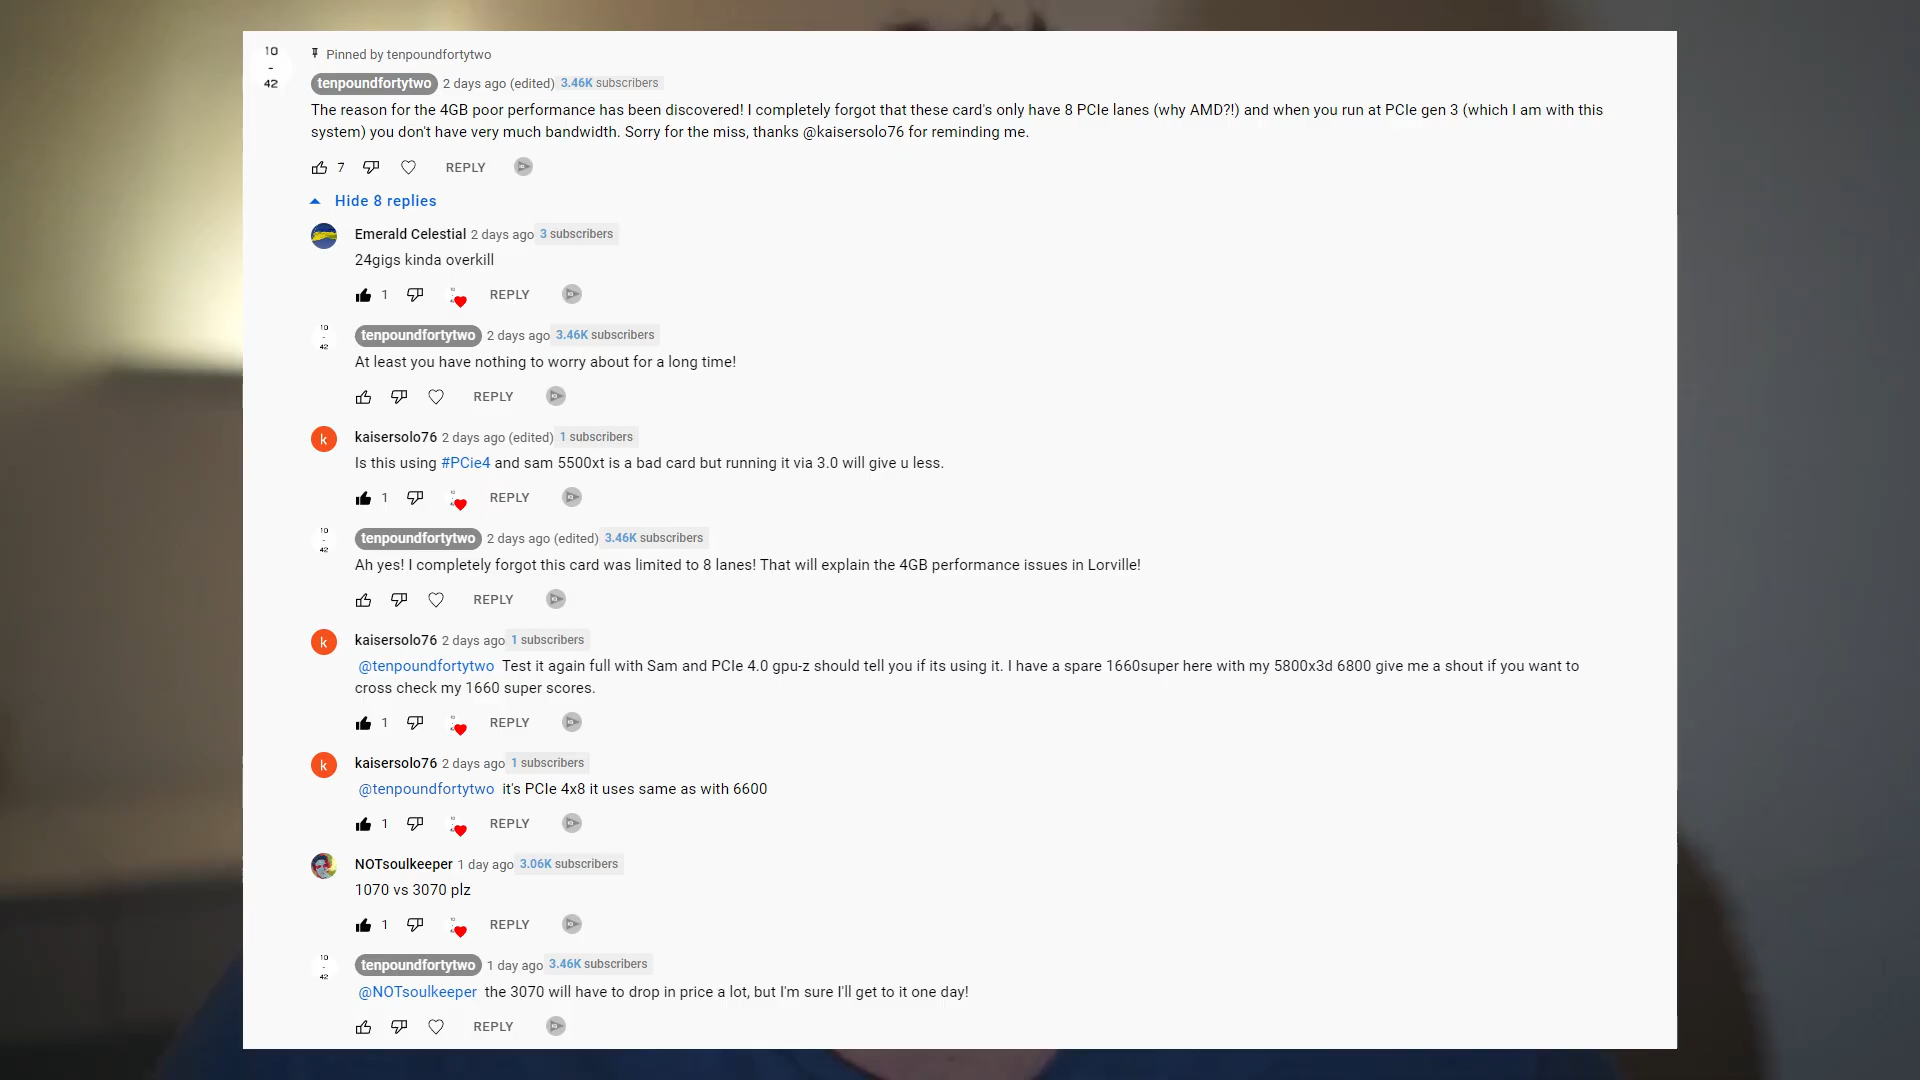 10
-
42
Pinned by tenpoundfortytwo
tenpoundfortytwo 2 days ago (edited) 3.46K subscribers
The reason for the 4GB poor performance has been discovered! I completely forgot that these card's only have 8 PCIe lanes (why AMD?!) and when you run at PCIe gen 3 (which I am with this
system) you don't have very much bandwidth. Sorry for the miss, thanks @kaisersolo76 for reminding me.
7 REPLY
Hide 8 replies
Emerald Celestial 2 days ago 3 subscribers
24gigs kinda overkill
1 REPLY
10
-
42
tenpoundfortytwo 2 days ago 3.46K subscribers
At least you have nothing to worry about for a long time!
REPLY
k
kaisersolo76 2 days ago (edited) 1 subscribers
Is this using #PCie4 and sam 5500xt is a bad card but running it via 3.0 will give u less.
1 REPLY
10
-
42
tenpoundfortytwo 2 days ago (edited) 3.46K subscribers
Ah yes! I completely forgot this card was limited to 8 lanes! That will explain the 4GB performance issues in Lorville!
REPLY
k
kaisersolo76 2 days ago 1 subscribers
@tenpoundfortytwo Test it again full with Sam and PCIe 4.0 gpu-z should tell you if its using it. I have a spare 1660super here with my 5800x3d 6800 give me a shout if you want to
cross check my 1660 super scores.
1 REPLY
k
kaisersolo76 2 days ago 1 subscribers
@tenpoundfortytwo it's PCIe 4x8 it uses same as with 6600
1 REPLY
NOTsoulkeeper 1 day ago 3.06K subscribers
1070 vs 3070 plz
1 REPLY
10
-
42
tenpoundfortytwo 1 day ago 3.46K subscribers
@NOTsoulkeeper the 3070 will have to drop in price a lot, but I'm sure I'll get to it one day!
REPLY